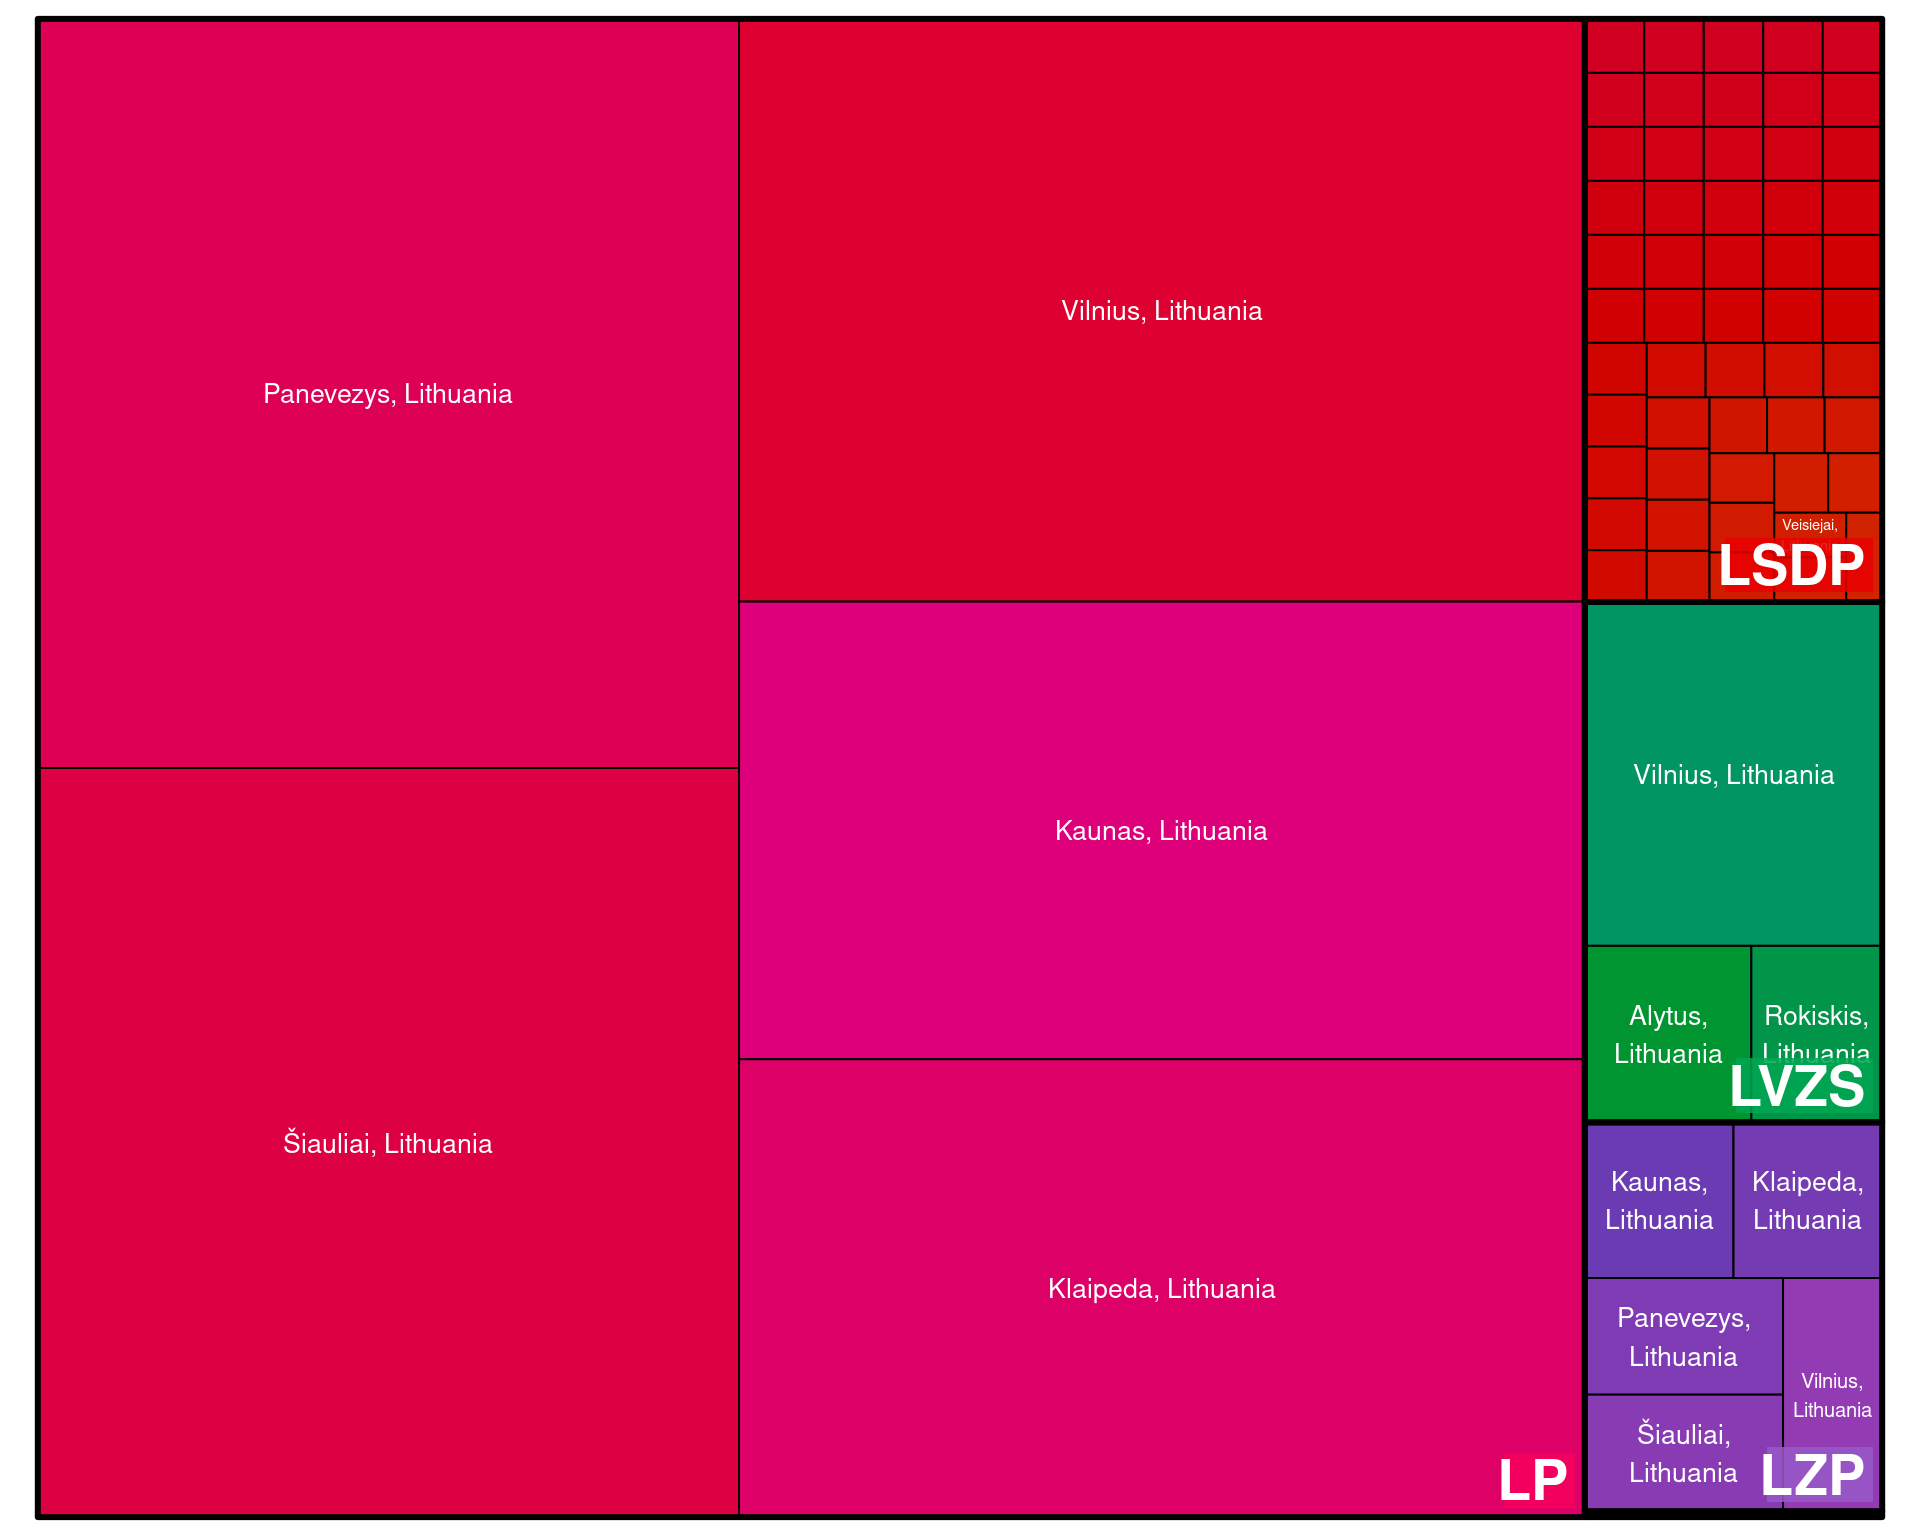 Panevezys, Lithuania
Šiauliai, Lithuania
Vilnius, Lithuania
Kaunas, Lithuania
Klaipeda, Lithuania
LP
Veisiejai,
LSDP
Vilnius, Lithuania
Alytus,
Lithuania
Rokiskis,
Lithuania
LVZS
Kaunas,
Lithuania
Klaipeda,
Lithuania
Panevezys,
Lithuania
Šiauliai,
Lithuania
Vilnius,
Lithuania
LZP